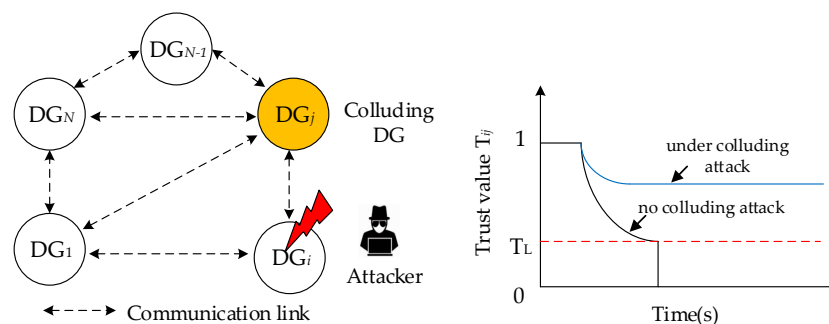 DGN-1
DGN
DGj
Colluding
DG
DG1
DGi
Attacker
Communication link
Trust value Tij
1
under colluding
attack
no colluding attack
TL
0
Time(s)